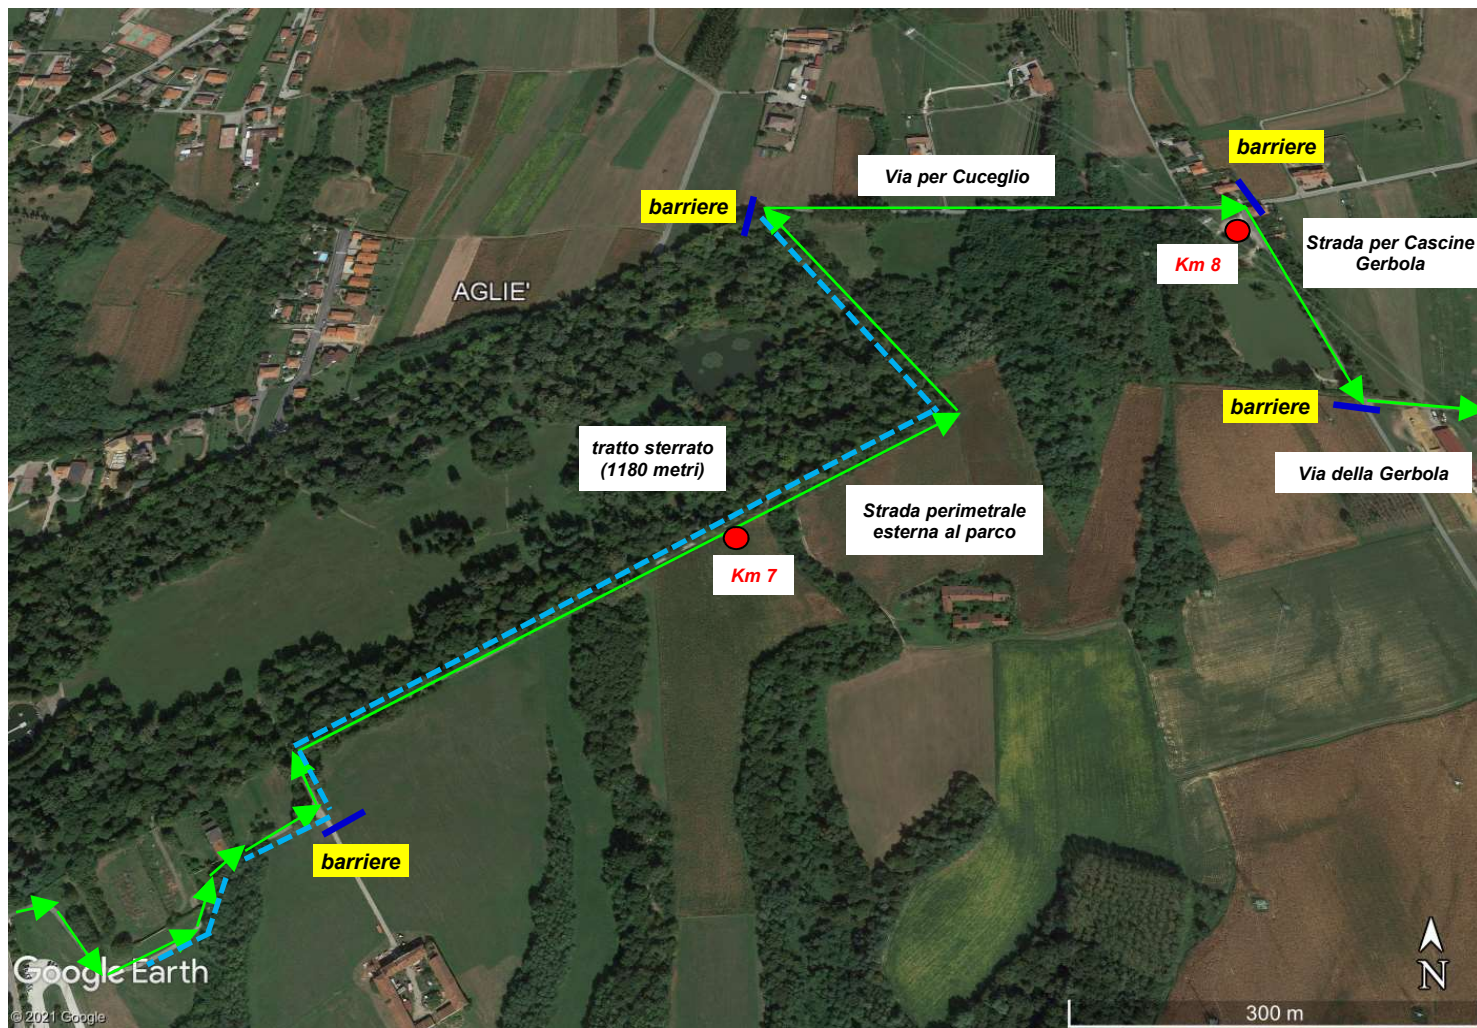 barriere
Via per Cuceglio
barriere
Strada per Cascine
Gerbola
Km 8
AGLIE'
barriere
tratto sterrato
(1180 metri)
Via della Gerbola
Strada perimetrale
esterna al parco
Km 7
barriere
Google Earth
© 2021 Google
300 m
N